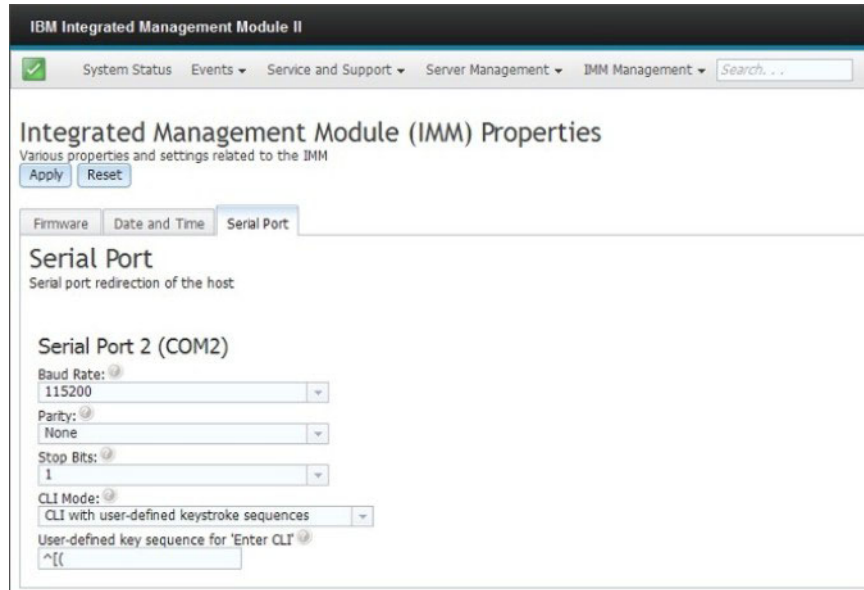 IBM Integrated Management Module II
System Status Events Service and Support Server Management IMM Management Search. . .
Integrated Management Module (IMM) Properties
Various properties and settings related to the IMM
Apply Reset
Firmware Date and Time Serial Port
Serial Port
Serial port redirection of the host
Serial Port 2 (COM2)
Baud Rate:
115200
Parity:
None
Stop Bits:
1
CLI Mode:
CLI with user-defined keystroke sequences
User-defined key sequence for 'Enter CLI'
^[(